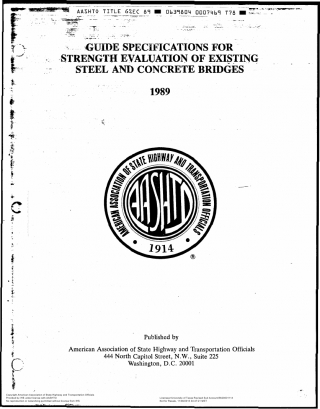 AASHTO TITLE GSEC 89 ■ 0639804 0007469 T78 ■
GUIDE SPECIFICATIONS FOR
STRENGTH EVALUATION OF EXISTING
STEEL AND CONCRETE BRIDGES
1989
AMERICAN ASSOCIATION OF STATE HIGHWAY AND TRANSPORTATION OFFICIALS
AASHTO
• 1914 •
®
Published by
American Association of State Highway and Transportation Officials
444 North Capitol Street, N.W., Suite 225
Washington, D.C. 20001